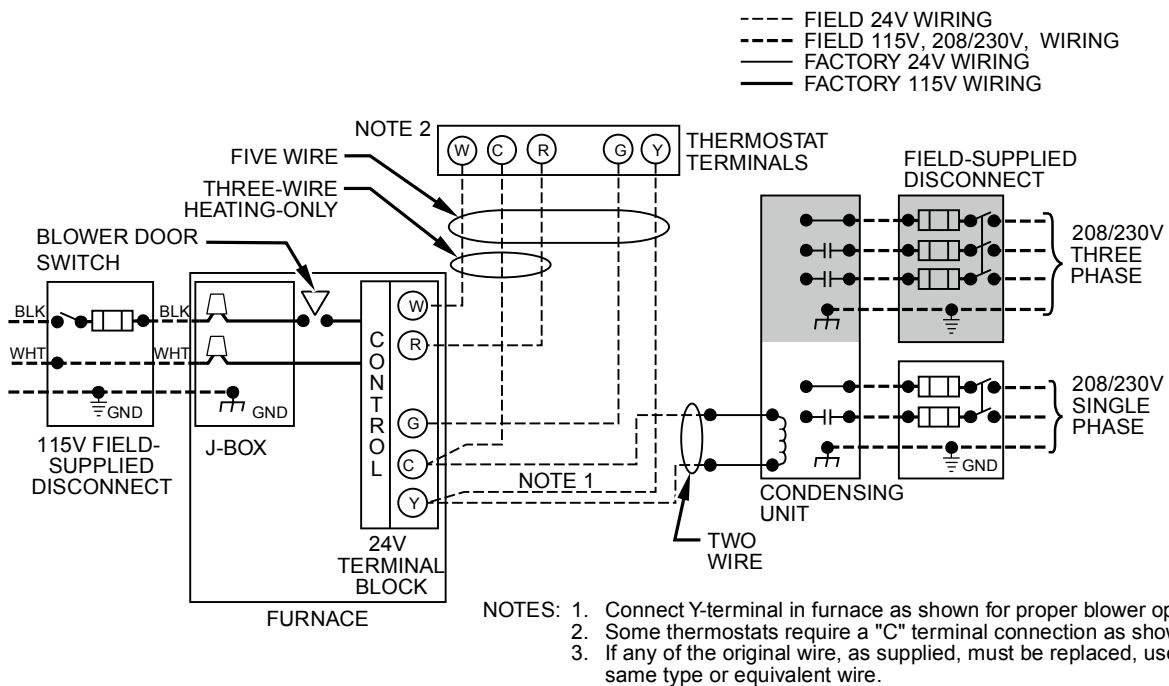 FIELD 24V WIRING
FIELD 115V, 208/230V, WIRING
FACTORY 24V WIRING
FACTORY 115V WIRING
NOTE 2
W C R G Y
THERMOSTAT
TERMINALS
FIVE WIRE
THREE-WIRE
HEATING-ONLY
BLOWER DOOR
SWITCH
FIELD-SUPPLIED
DISCONNECT
208/230V
THREE
PHASE
BLK
BLK
WHT
WHT
GND
GND
115V FIELD-
SUPPLIED
DISCONNECT
J-BOX
CONTROL
W
R
G
C
Y
NOTE 1
24V
TERMINAL
BLOCK
FURNACE
TWO
WIRE
CONDENSING
UNIT
GND
208/230V
SINGLE
PHASE
NOTES: 1. Connect Y-terminal in furnace as shown for proper blower
2. Some thermostats require a "C" terminal connection as
3. If any of the original wire, as supplied, must be replaced,
same type or equivalent wire.